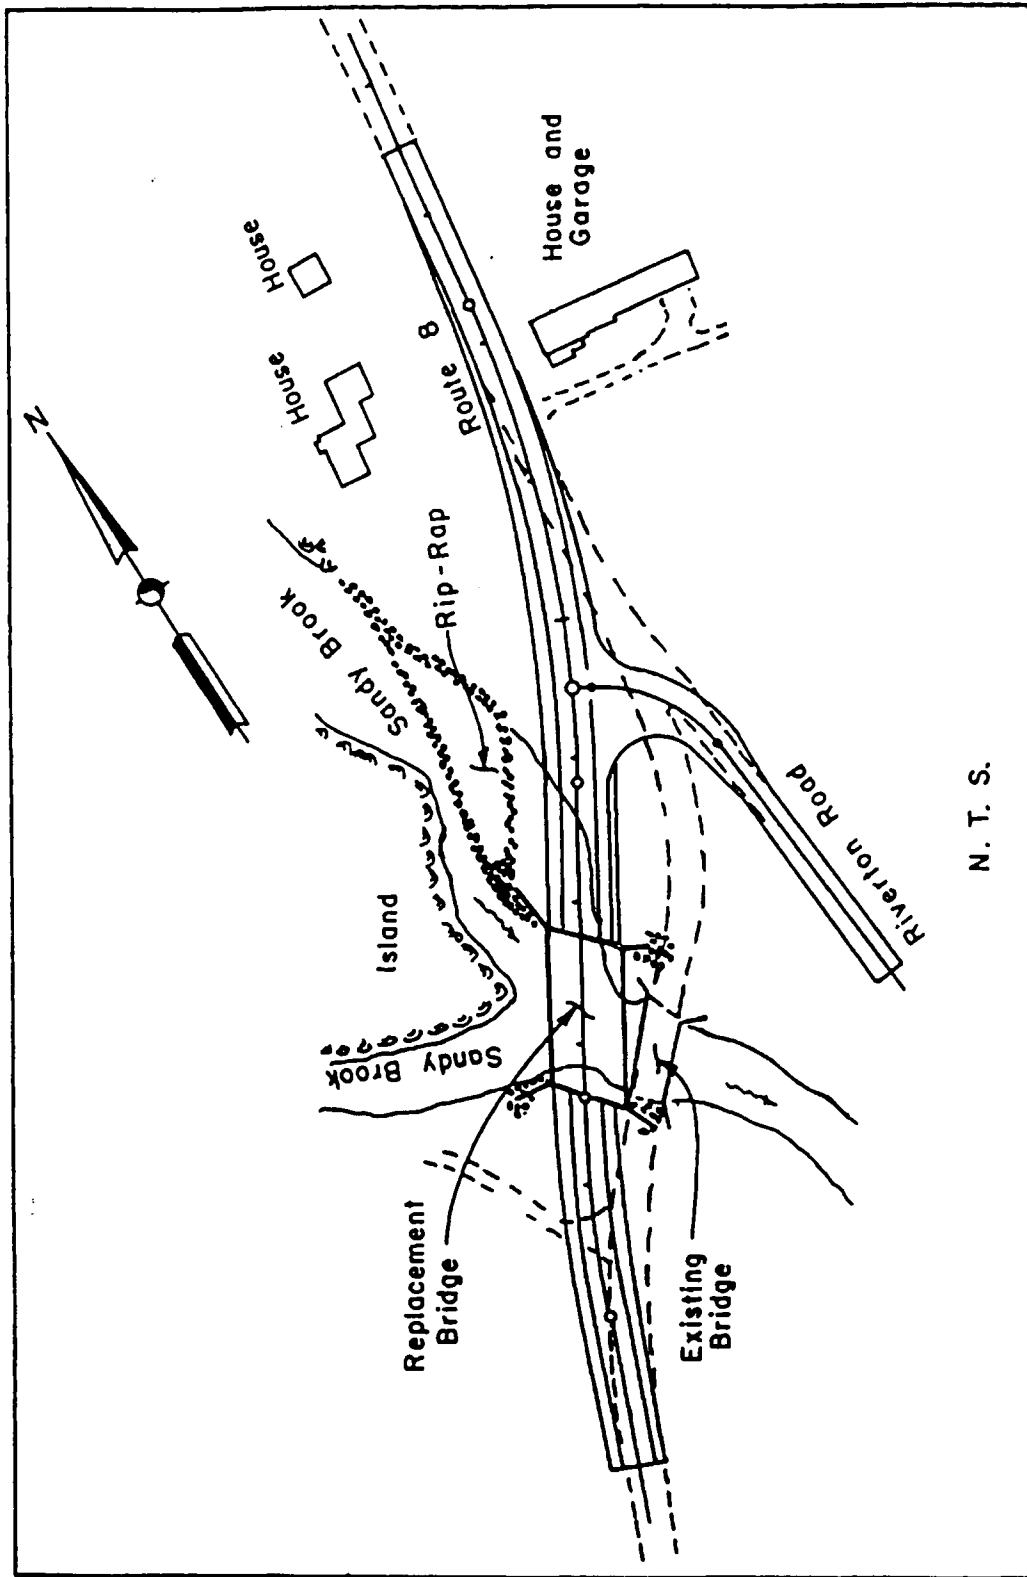 N
House
House
House and
Garage
Route 8
Sandy Brook
Rip-Rap
Island
Sandy
Brook
Replacement
Bridge
Existing
Bridge
Riverton Road
N. T. S.